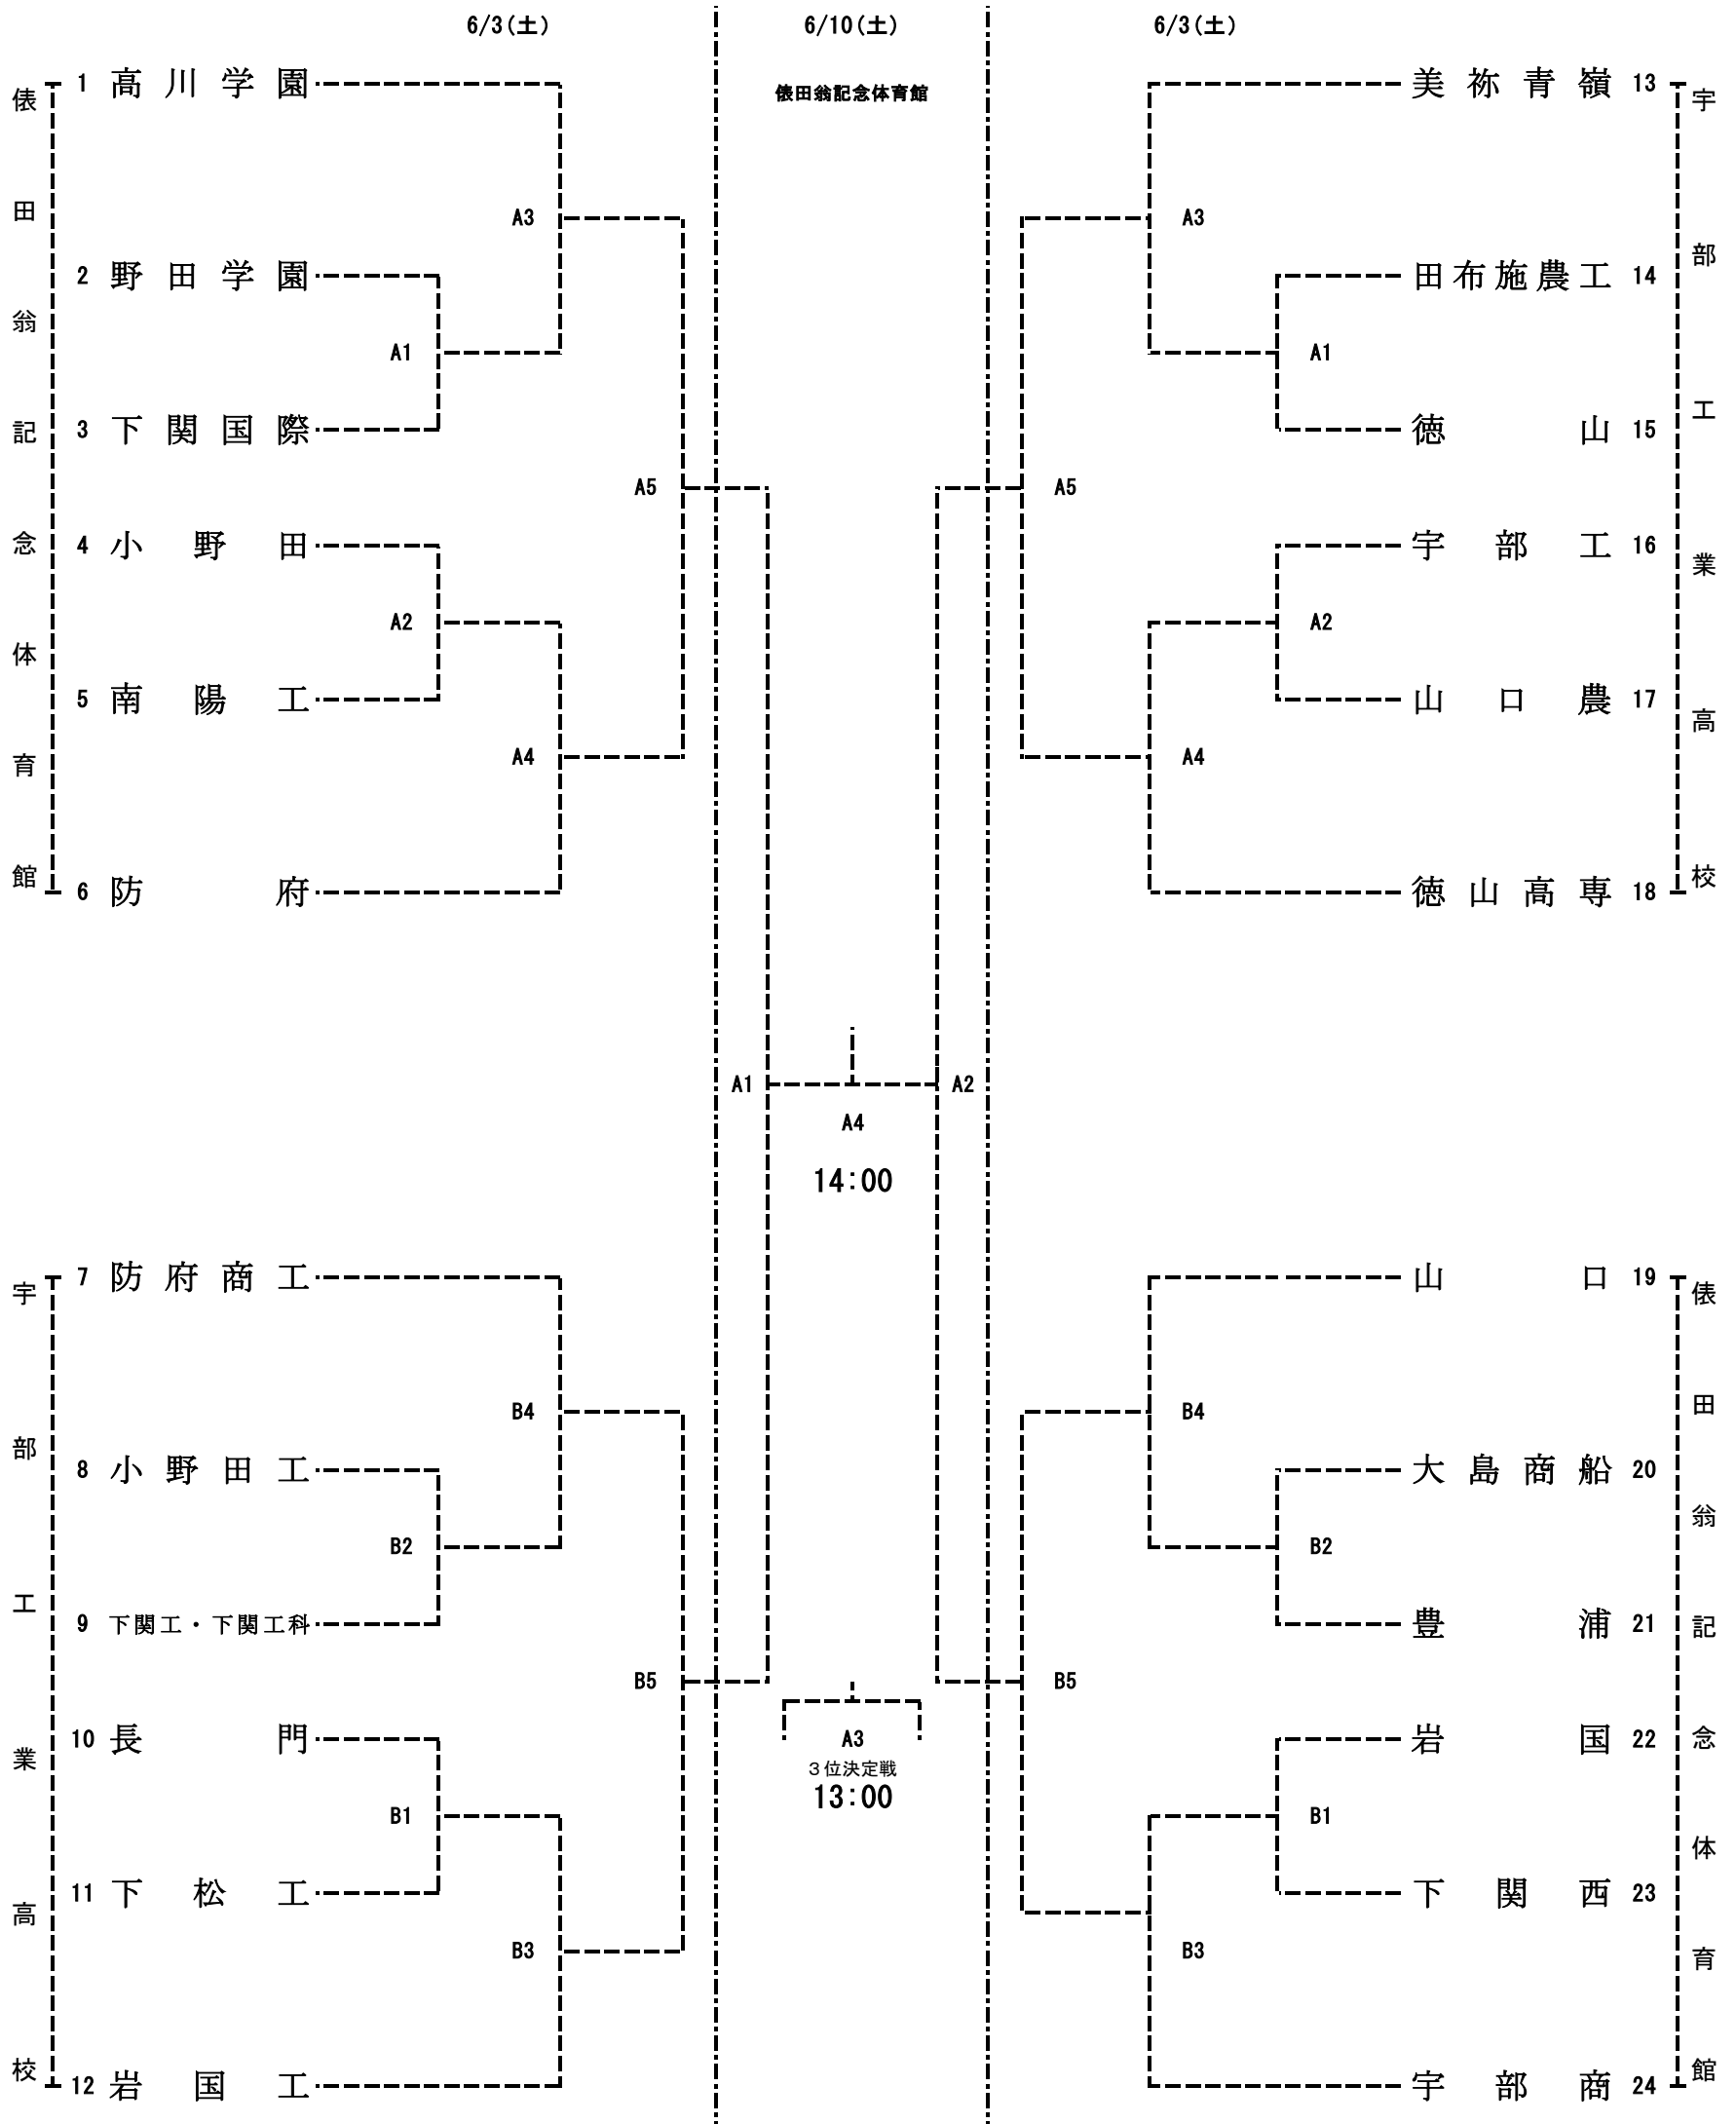 6/3(土)
6/10(土)
6/3(土)
俵田翁記念体育館
俵田翁記念体育館
1 高川学園
A3
2 野田学園
A1
3 下関国際
A5
4 小野田
A2
5 南陽工
A4
6 防府
宇部工業高校
7 防府商工
B4
8 小野田工
B2
9 下関工・下関工科
B5
10 長門
B1
11 下松工
B3
12 岩国工
A1
A2
A4
14:00
A3
3位決定戦
13:00
宇部工業高校
美祢青嶺 13
A3
田布施農工 14
A1
徳山 15
A5
宇部工 16
A2
山口農 17
A4
徳山高専 18
俵田翁記念体育館
山口 19
B4
大島商船 20
B2
豊浦 21
B5
岩国 22
B1
下関西 23
B3
宇部商 24